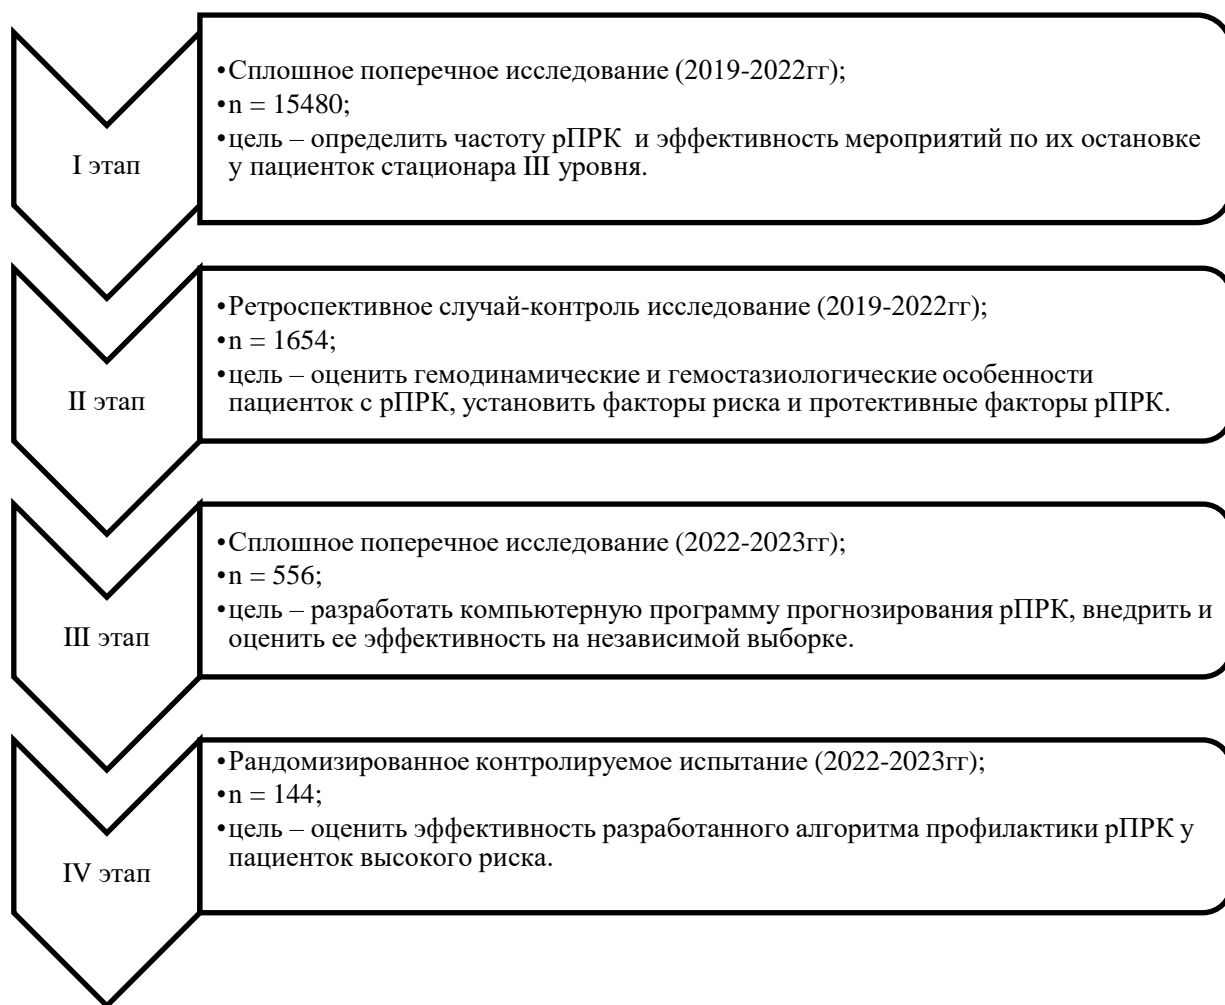 I этап
•Сплошное поперечное исследование (2019-2022гг);
•n = 15480;
•цель – определить частоту рПРК и эффективность мероприятий по их остановке
у пациенток стационара III уровня.
II этап
•Ретроспективное случай-контроль исследование (2019-2022гг);
•n = 1654;
•цель – оценить гемодинамические и гемостазиологические особенности
пациенток с рПРК, установить факторы риска и протективные факторы рПРК.
III этап
•Сплошное поперечное исследование (2022-2023гг);
•n = 556;
•цель – разработать компьютерную программу прогнозирования рПРК, внедрить и
оценить ее эффективность на независимой выборке.
IV этап
•Рандомизированное контролируемое испытание (2022-2023гг);
•n = 144;
•цель – оценить эффективность разработанного алгоритма профилактики рПРК у
пациенток высокого риска.